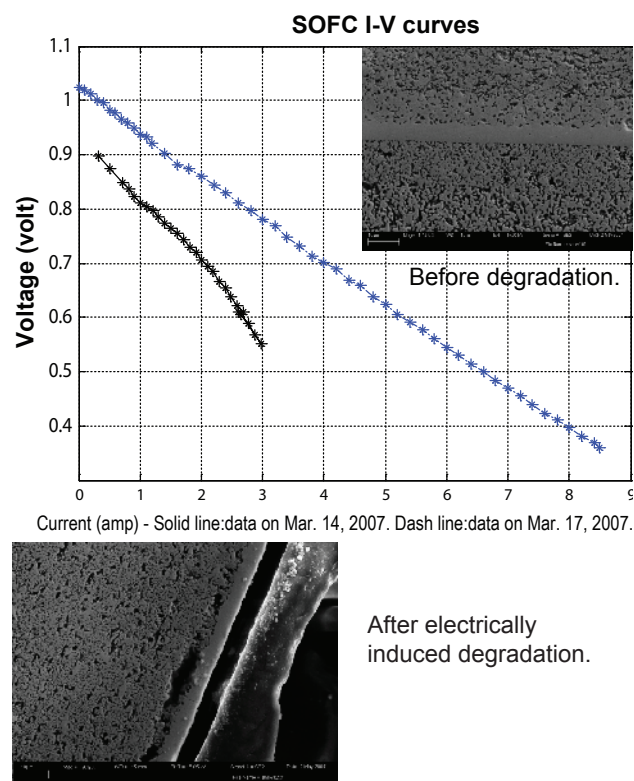 SOFC I-V curves
1.1
1
0.9
0.8
0.7
0.6
0.5
0.4
Voltage (volt)
Before degradation.
0 1 2 3 4 5 6 7 8 9
Current (amp) - Solid line:data on Mar. 14, 2007. Dash line:data on Mar. 17, 2007.
After electrically
induced degradation.